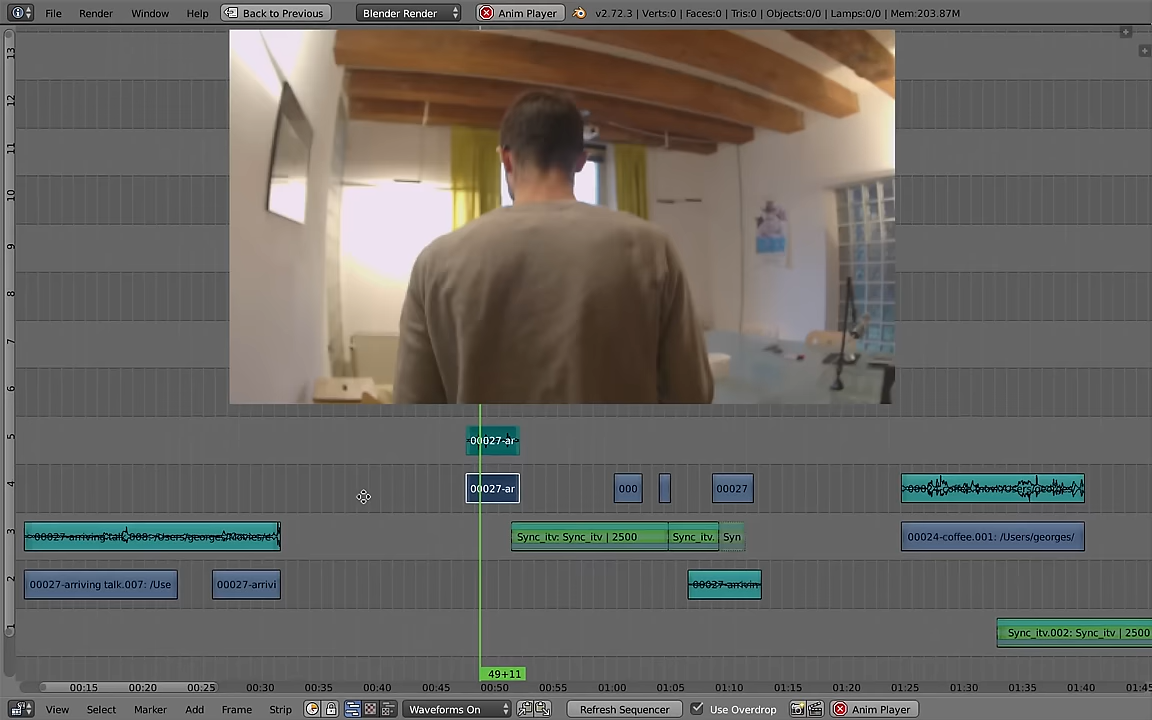 File Render Window Help Back to Previous Blender Render Anim Player v2.72.3 | Verts:0 | Faces:0 | Tris:0 | Objects:0/0 | Lamps:0/0 | Mem:203.87M
13
12
11
10
9
8
7
6
5 00027-ar
4 00027-ar 000 00027
3 Sync_itv: Sync_itv | 2500 Sync_itv. Syn 00024-coffee.001: /Users/georges/
2 00027-arriving talk.007: /Use 00027-arrivi 00027-arrivin
1 Sync_itv.002: Sync_itv | 2500
49+11
00:15 00:20 00:25 00:30 00:35 00:40 00:45 00:50 00:55 01:00 01:05 01:10 01:15 01:20 01:25 01:30 01:35 01:40 01:45
View Select Marker Add Frame Strip Waveforms On Refresh Sequencer Use Overdrop Anim Player